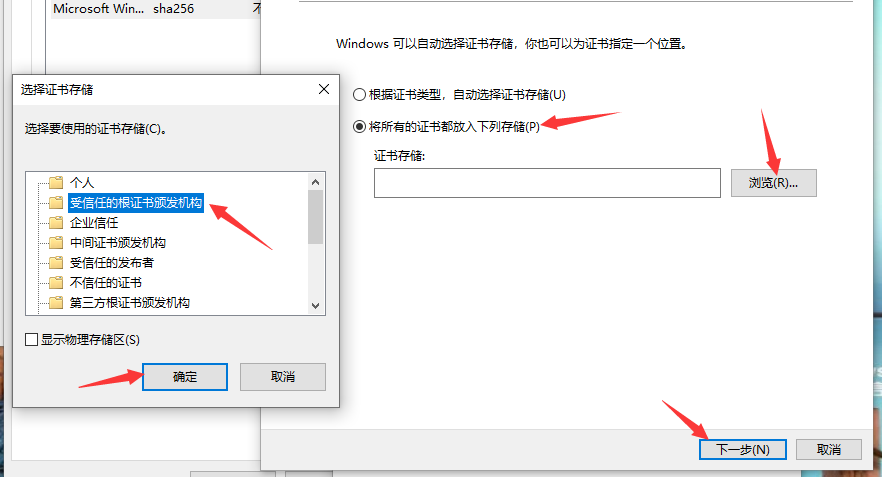 Microsoft Win... sha256
Windows 可以自动选择证书存储，你也可以为证书指定一个位置。
根据证书类型，自动选择证书存储(U)
将所有的证书都放入下列存储(P)
证书存储:
浏览(R)...
选择证书存储
选择要使用的证书存储(C)。
个人
受信任的根证书颁发机构
企业信任
中间证书颁发机构
受信任的发布者
不信任的证书
第三方根证书颁发机构
显示物理存储区(S)
确定 取消
下一步(N) 取消